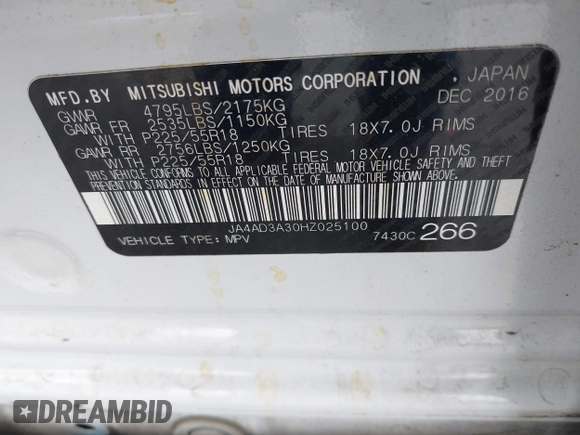 MFD.BY MITSUBISHI MOTORS CORPORATION , JAPAN
GVWR 4795LBS/2175KG DEC 2016
GAWR FR 2535LBS/1150KG
WITH P225/55R18 TIRES 18X7.0J RIMS
GAWR RR 2756LBS/1250KG
WITH P225/55R18 TIRES 18X7.0J RIMS
THIS VEHICLE CONFORMS TO ALL APPLICABLE FEDERAL MOTOR VEHICLE SAFETY AND THEFT
PREVENTION STANDARDS IN EFFECT ON THE DATE OF MANUFACTURE SHOWN ABOVE.
JA4AD3A30HZ025100
VEHICLE TYPE: MPV 7430C 266
DREAMBID